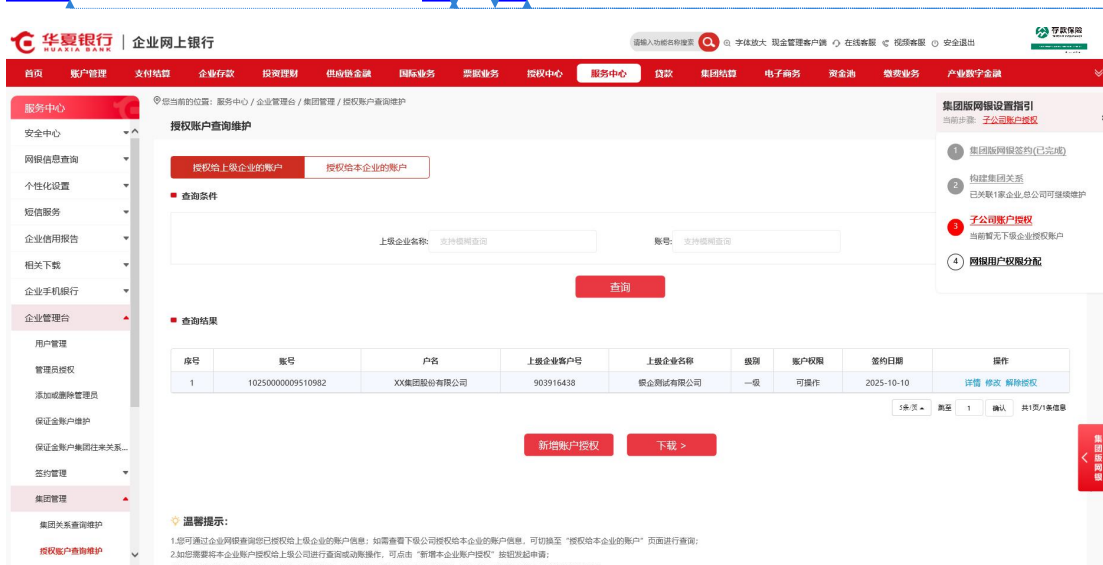 华夏银行 HUAXIA BANK | 企业网上银行
请输入功能名称搜索 字体放大 现金管理客户端 在线客服 视频客服 安全退出 存款保险
首页 账户管理 支付结算 企业存款 投资理财 供应链金融 国际业务 票据业务 授权中心 服务中心 贷款 集团结算 电子商务 资金池 缴费业务 产业数字金融
服务中心
安全中心
网银信息查询
个性化设置
短信服务
企业信用报告
相关下载
企业手机银行
企业管理台
用户管理
管理员授权
添加或删除管理员
保证金账户维护
保证金账户集团往来关系...
签约管理
集团管理
集团关系查询维护
授权账户查询维护
您当前的位置：服务中心 / 企业管理台 / 集团管理 / 授权账户查询维护
授权账户查询维护
授权给上级企业的账户 授权给本企业的账户
查询条件
上级企业名称: 支持模糊查询 账号: 支持模糊查询
查询
查询结果
序号 账号 户名 上级企业客户号 上级企业名称 级别 账户权限 签约日期 操作
1 10250000009510982 XX集团股份有限公司 903916438 银企测试有限公司 一级 可操作 2025-10-10 详情 修改 解除授权
5条/页 跳至 1 确认 共1页/1条信息
新增账户授权 下载 >
温馨提示：
1.您可通过企业网银查询您已授权给上级企业的账户信息；如需查看下级公司授权给本企业的账户信息，可切换至“授权给本企业的账户”页面进行查询；
2.如您需要将本企业账户授权给上级公司进行查询或动账操作，可点击“新增本企业账户授权”按钮发起申请；
集团版网银设置指引
当前步骤: 子公司账户授权
1 集团版网银签约(已完成)
2 构建集团关系
已关联1家企业,总公司可继续维护
3 子公司账户授权
当前暂无下级企业授权账户
4 网银用户权限分配
集团版网银